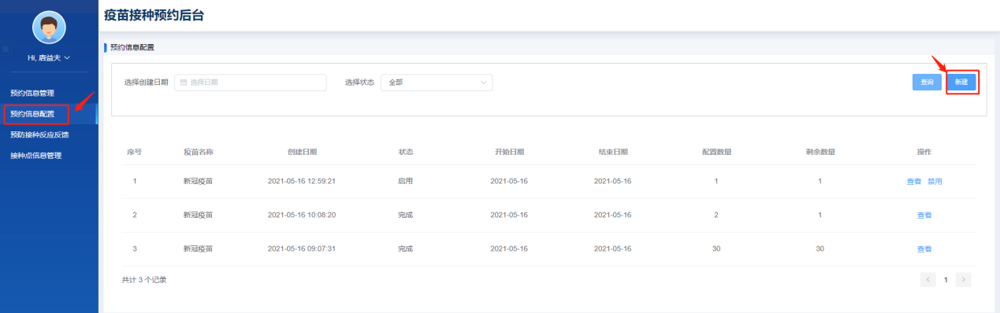 疫苗接种预约后台
Hi, 唐益夫
预约信息管理
预约信息配置
预防接种反应反馈
接种点信息管理
预约信息配置
选择创建日期 选择日期 选择状态 全部 查询 新建
序号 疫苗名称 创建日期 状态 开始日期 结束日期 配置数量 剩余数量 操作
1 新冠疫苗 2021-05-16 12:59:21 启用 2021-05-16 2021-05-16 1 1 查看 禁用
2 新冠疫苗 2021-05-16 10:08:20 完成 2021-05-16 2021-05-16 2 1 查看
3 新冠疫苗 2021-05-16 09:07:31 完成 2021-05-16 2021-05-16 30 30 查看
共计 3 个记录 < 1 >